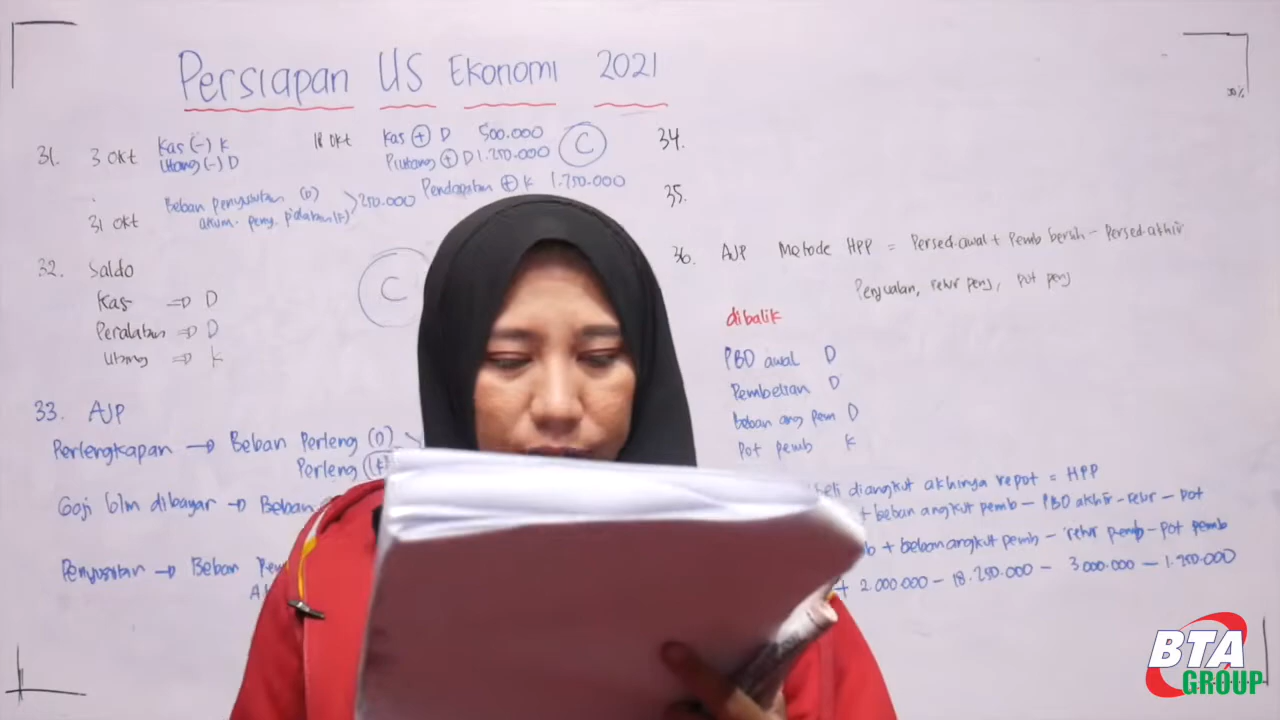 Persiapan US Ekonomi 2021
31. 3 Okt Kas (-) K
Utang (-) D
18 Okt Kas (+) D 500.000
Piutang (+) D 1.250.000
Pendapatan (+) K 1.750.000
C
31 Okt Beban penyusutan (D)
akum. peny. p'alatan (K) > 250.000
32. Saldo
Kas => D
Peralatan => D
Utang => K
C
33. AJP
Perlengkapan → Beban Perleng (D)
Perleng (K)
Gaji blm dibayar → Beban
Penyusutan → Beban
34.
35.
36. AJP Metode HPP = Persed.awal + Pemb bersih - Persed.akhir
Penjualan, retur penj, pot penj
dibalik
PBD awal D
Pembelian D
beban ang pem D
Pot pemb K
beli diangkut akhinya repot = HPP
+ beban angkut pemb - PBD akhir - retur - pot
+ beban angkut pemb - retur pemb - pot pemb
+ 2.000.000 - 18.250.000 - 3.000.000 - 1.250.000
BTA
GROUP